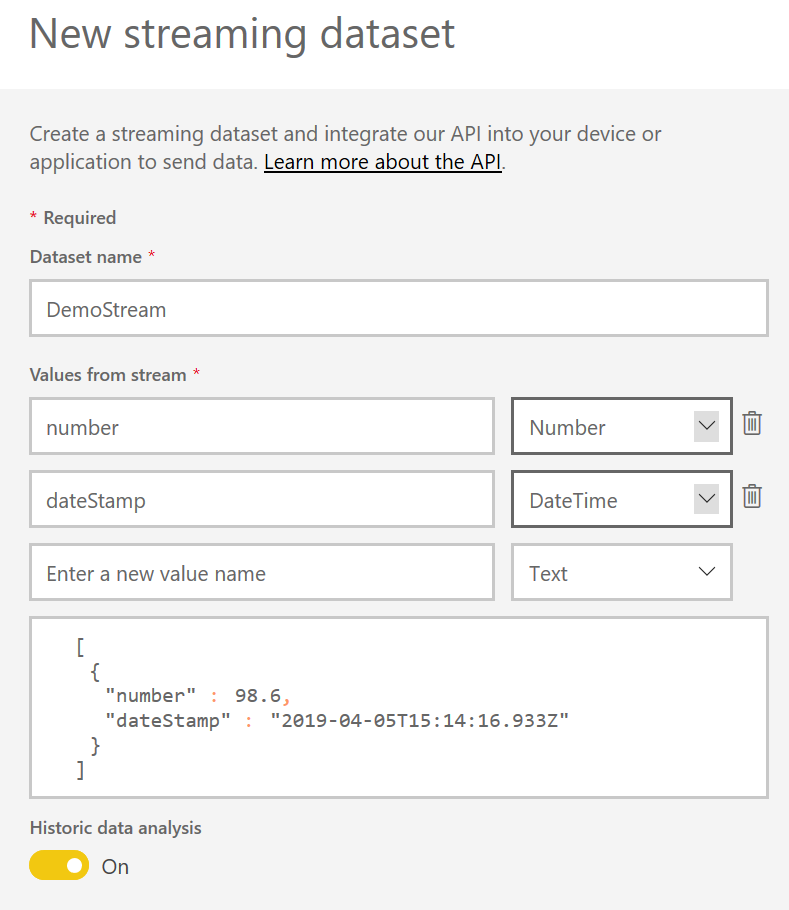 New streaming dataset
Create a streaming dataset and integrate our API into your device or
application to send data. Learn more about the API.
* Required
Dataset name *
DemoStream
Values from stream *
number Number
dateStamp DateTime
Enter a new value name Text
[
{
"number" : 98.6,
"dateStamp" : "2019-04-05T15:14:16.933Z"
}
]
Historic data analysis
On